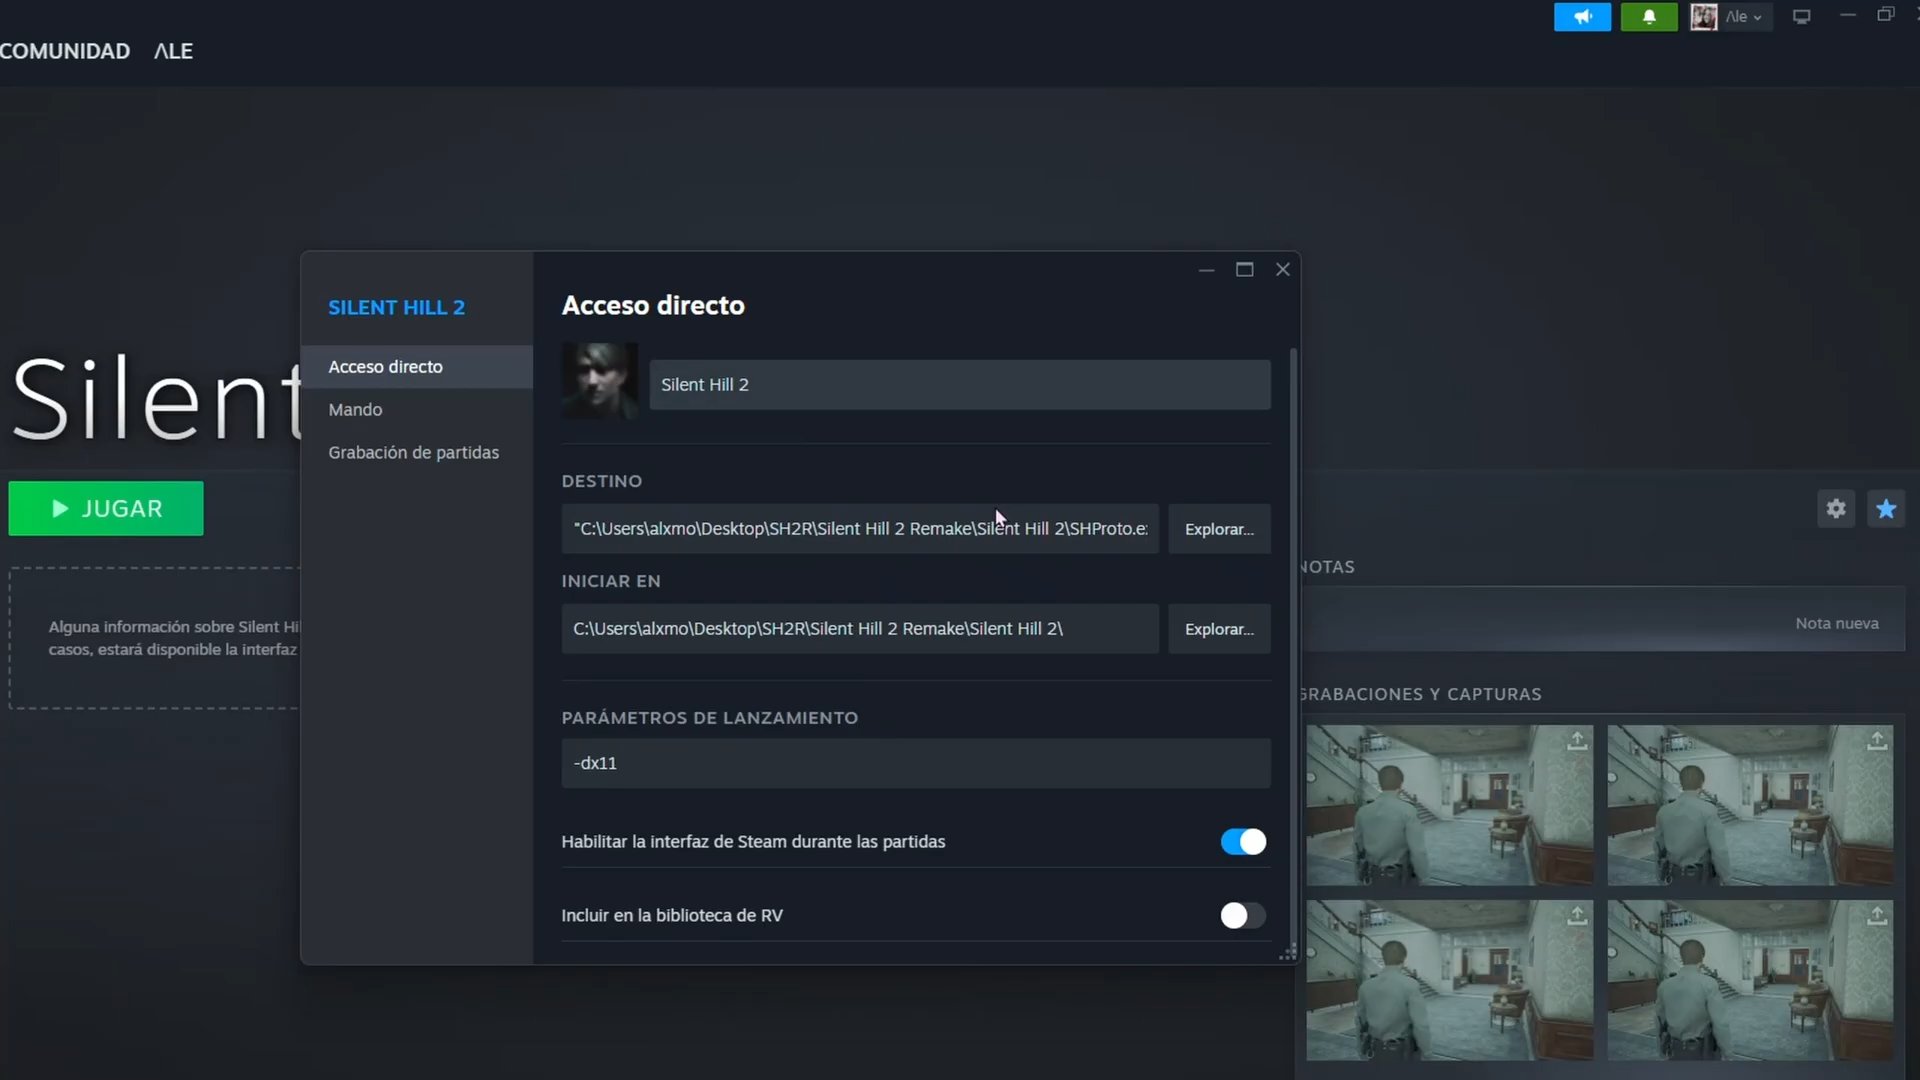 Ʌle
COMUNIDAD ɅLE
Silent
JUGAR
Alguna información sobre Silent Hi
casos, estará disponible la interfaz
SILENT HILL 2
Acceso directo
Mando
Grabación de partidas
Acceso directo
Silent Hill 2
DESTINO
"C:\Users\alxmo\Desktop\SH2R\Silent Hill 2 Remake\Silent Hill 2\SHProto.e
Explorar...
INICIAR EN
C:\Users\alxmo\Desktop\SH2R\Silent Hill 2 Remake\Silent Hill 2\
Explorar...
PARÁMETROS DE LANZAMIENTO
-dx11
Habilitar la interfaz de Steam durante las partidas
Incluir en la biblioteca de RV
NOTAS
Nota nueva
GRABACIONES Y CAPTURAS